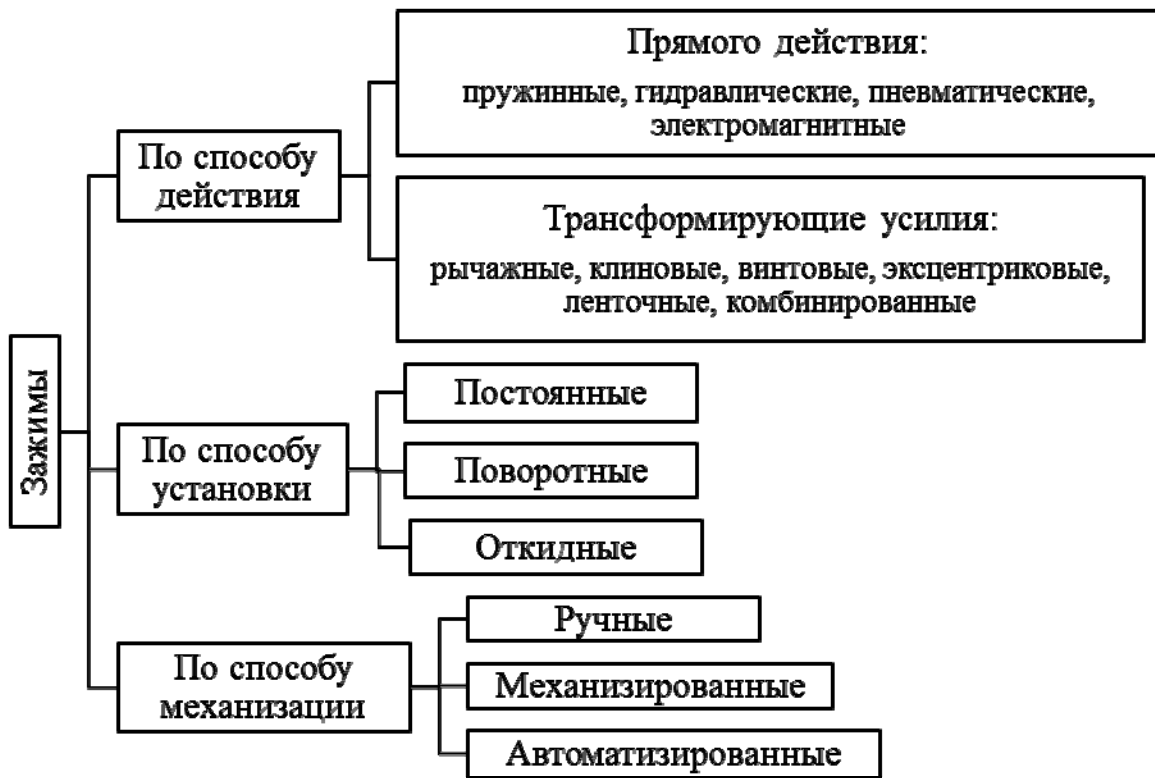 Зажимы
По способу
действия
Прямого действия:
пружинные, гидравлические, пневматические,
электромагнитные
Трансформирующие усилия:
рычажные, клиновые, винтовые, эксцентриковые,
ленточные, комбинированные
По способу
установки
Постоянные
Поворотные
Откидные
По способу
механизации
Ручные
Механизированные
Автоматизированные